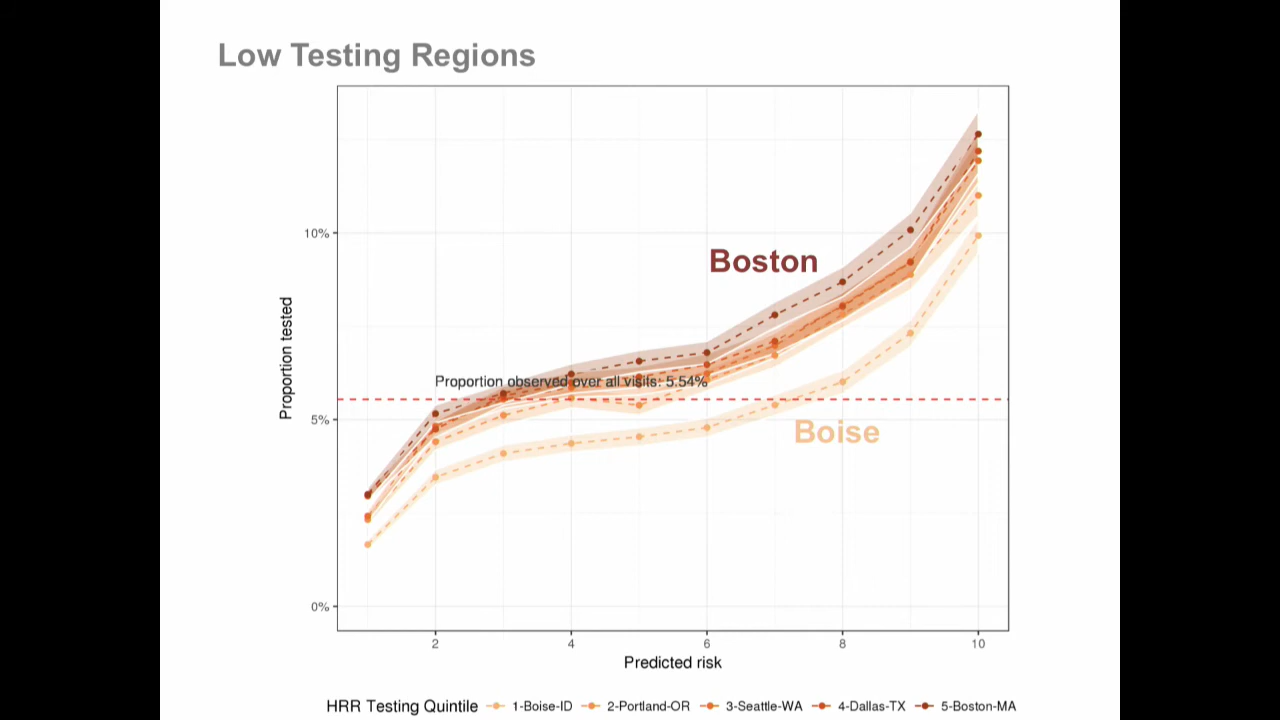 Low Testing Regions
10%
5%
0%
Proportion tested
Boston
Proportion observed over all visits: 5.54%
Boise
2 4 6 8 10
Predicted risk
HRR Testing Quintile 1-Boise-ID 2-Portland-OR 3-Seattle-WA 4-Dallas-TX 5-Boston-MA